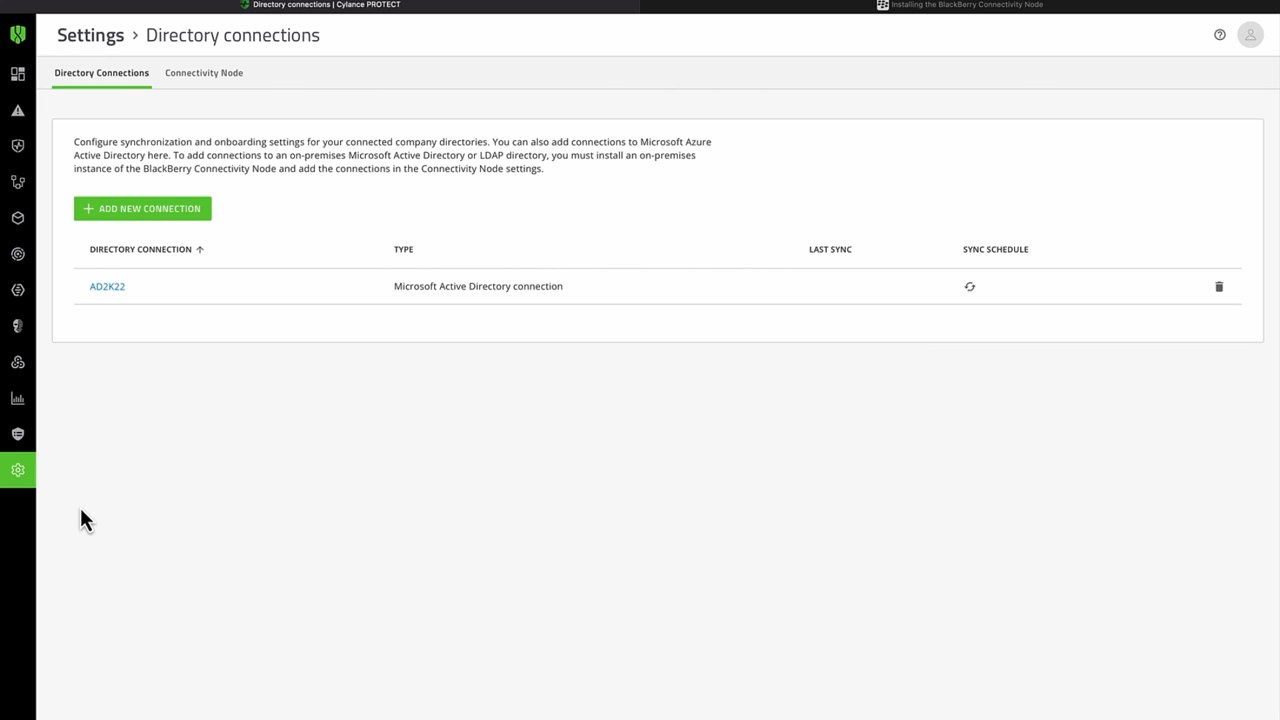 Directory connections | Cylance PROTECT
Installing the BlackBerry Connectivity Node
Settings > Directory connections
Directory Connections
Connectivity Node
Configure synchronization and onboarding settings for your connected company directories. You can also add connections to Microsoft Azure
Active Directory here. To add connections to an on-premises Microsoft Active Directory or LDAP directory, you must install an on-premises
instance of the BlackBerry Connectivity Node and add the connections in the Connectivity Node settings.
+ ADD NEW CONNECTION
DIRECTORY CONNECTION ↑ TYPE LAST SYNC SYNC SCHEDULE
AD2K22 Microsoft Active Directory connection